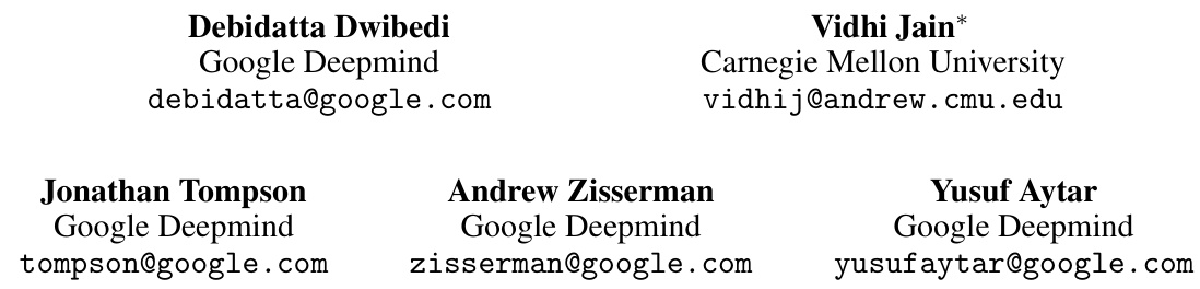 Debidatta Dwibedi
Google Deepmind
debidatta@google.com
Vidhi Jain*
Carnegie Mellon University
vidhij@andrew.cmu.edu
Jonathan Tompson
Google Deepmind
tompson@google.com
Andrew Zisserman
Google Deepmind
zisserman@google.com
Yusuf Aytar
Google Deepmind
yusufaytar@google.com